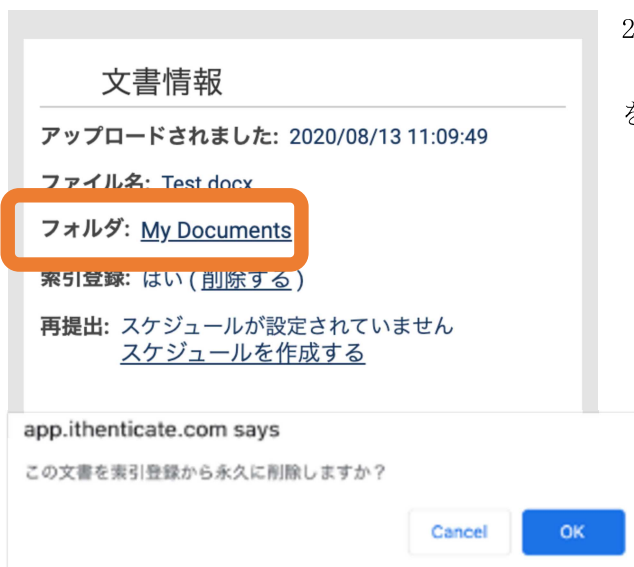 2
文書情報
アップロードされました: 2020/08/13 11:09:49
ファイル名: Test.docx
フォルダ: My Documents
索引登録: はい ( 削除する )
再提出: スケジュールが設定されていません
スケジュールを作成する
app.ithenticate.com says
この文書を索引登録から永久に削除しますか？
Cancel OK